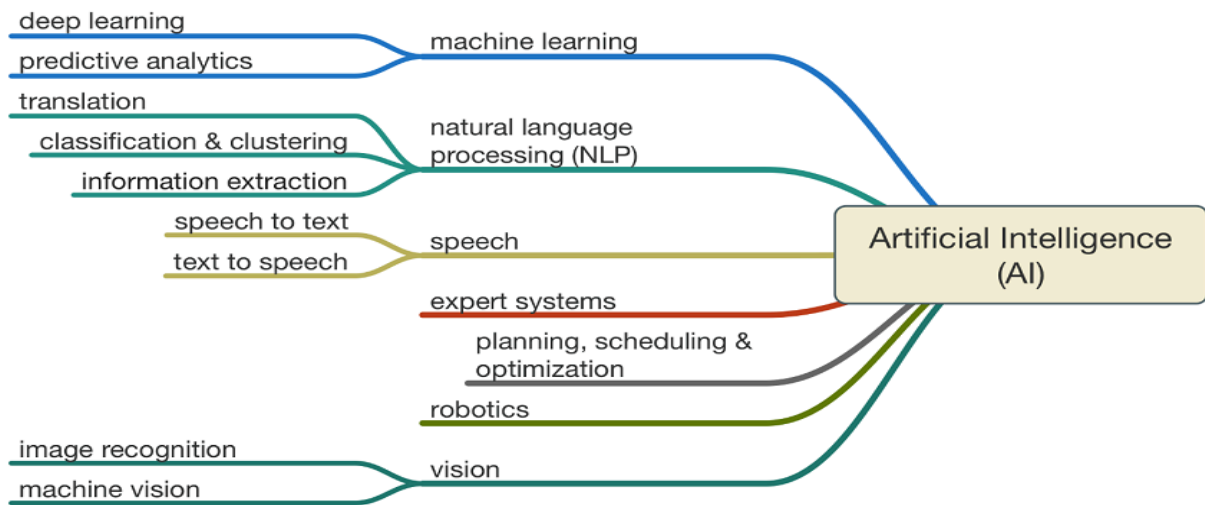 deep learning
predictive analytics
machine learning
translation
classification & clustering
information extraction
natural language
processing (NLP)
speech to text
text to speech
speech
expert systems
planning, scheduling &
optimization
robotics
image recognition
machine vision
vision
Artificial Intelligence
(AI)